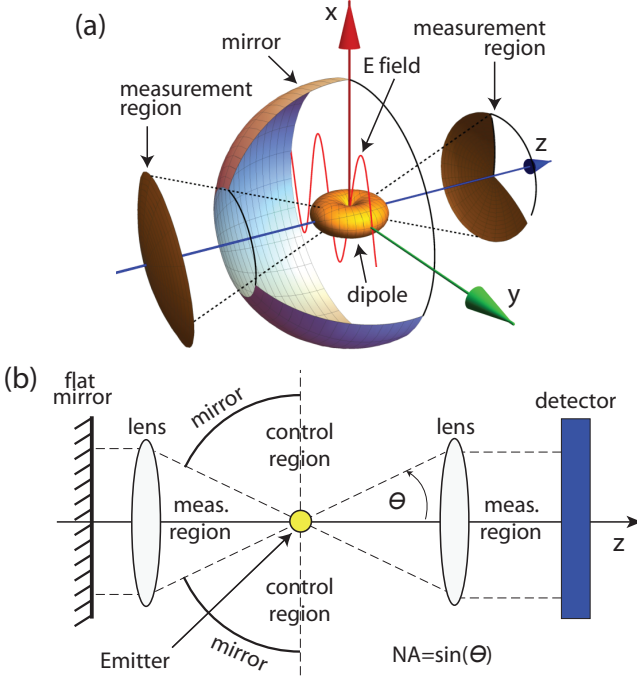 (a)
x
mirror
E field
measurement
region
measurement
region
z
dipole
y
(b)
flat
mirror
lens
mirror
control
region
lens
detector
meas.
region
Θ
meas.
region
z
control
region
mirror
Emitter
NA=sin(Θ)